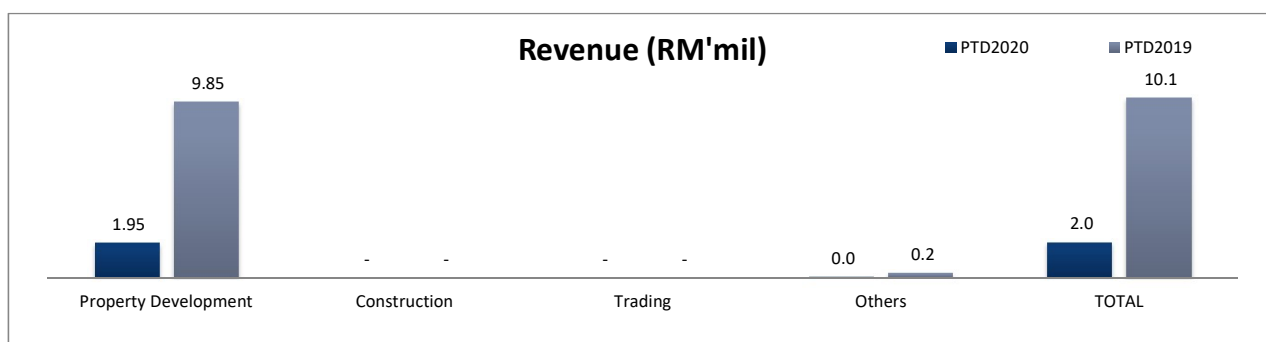 Revenue (RM'mil)
PTD2020 PTD2019
9.85 10.1
1.95 2.0
- - - - 0.0 0.2
Property Development Construction Trading Others TOTAL